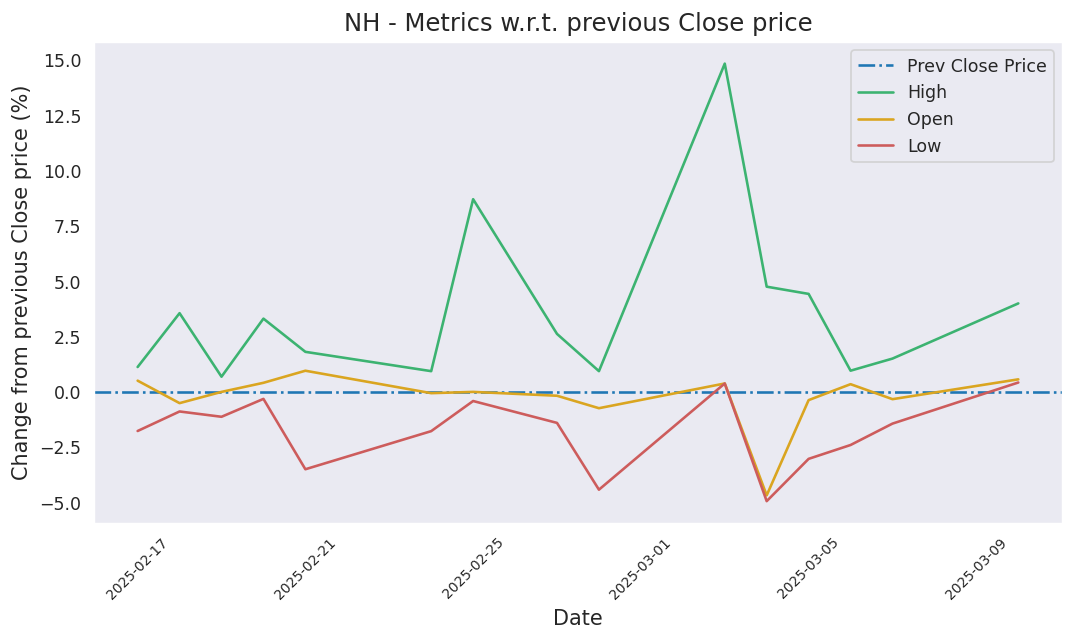 NH - Metrics w.r.t. previous Close price
Prev Close Price
High
Open
Low
Change from previous Close price (%)
15.0
12.5
10.0
7.5
5.0
2.5
0.0
−2.5
−5.0
2025-02-17
2025-02-21
2025-02-25
2025-03-01
2025-03-05
2025-03-09
Date